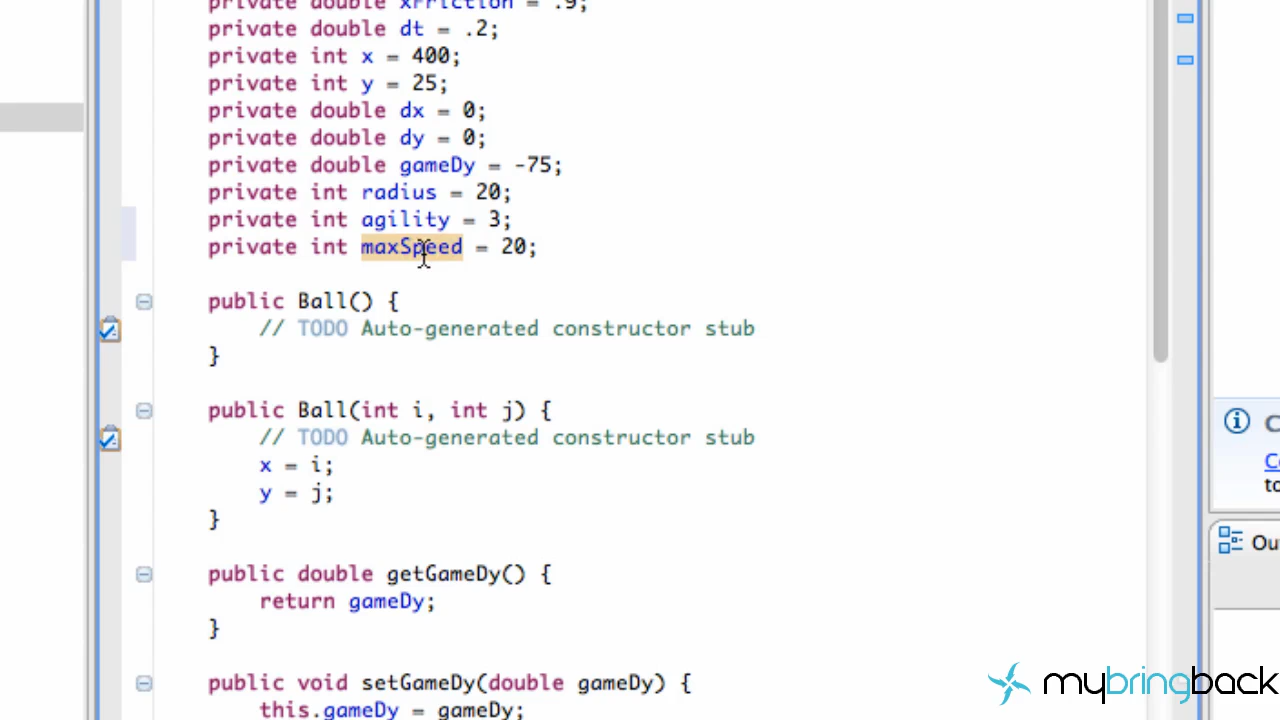 private double xFriction = .9;
private double dt = .2;
private int x = 400;
private int y = 25;
private double dx = 0;
private double dy = 0;
private double gameDy = -75;
private int radius = 20;
private int agility = 3;
private int maxSpeed = 20;
public Ball() {
// TODO Auto-generated constructor stub
}
public Ball(int i, int j) {
// TODO Auto-generated constructor stub
x = i;
y = j;
}
public double getGameDy() {
return gameDy;
}
public void setGameDy(double gameDy) {
this.gameDy = gameDy;
mybringback